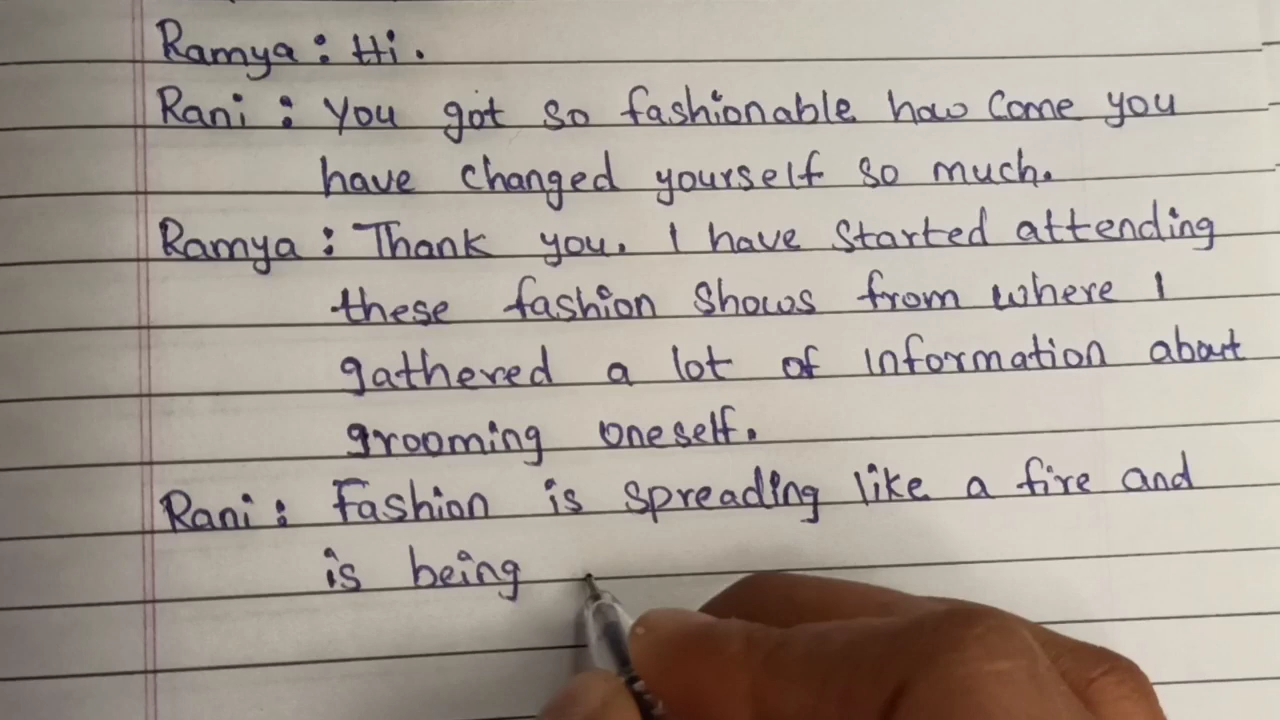 Ramya : Hi.
Rani : You got so fashionable how come you
have changed yourself so much.
Ramya : Thank you. I have started attending
these fashion shows from where I
gathered a lot of information about
grooming oneself.
Rani : Fashion is spreading like a fire and
is being